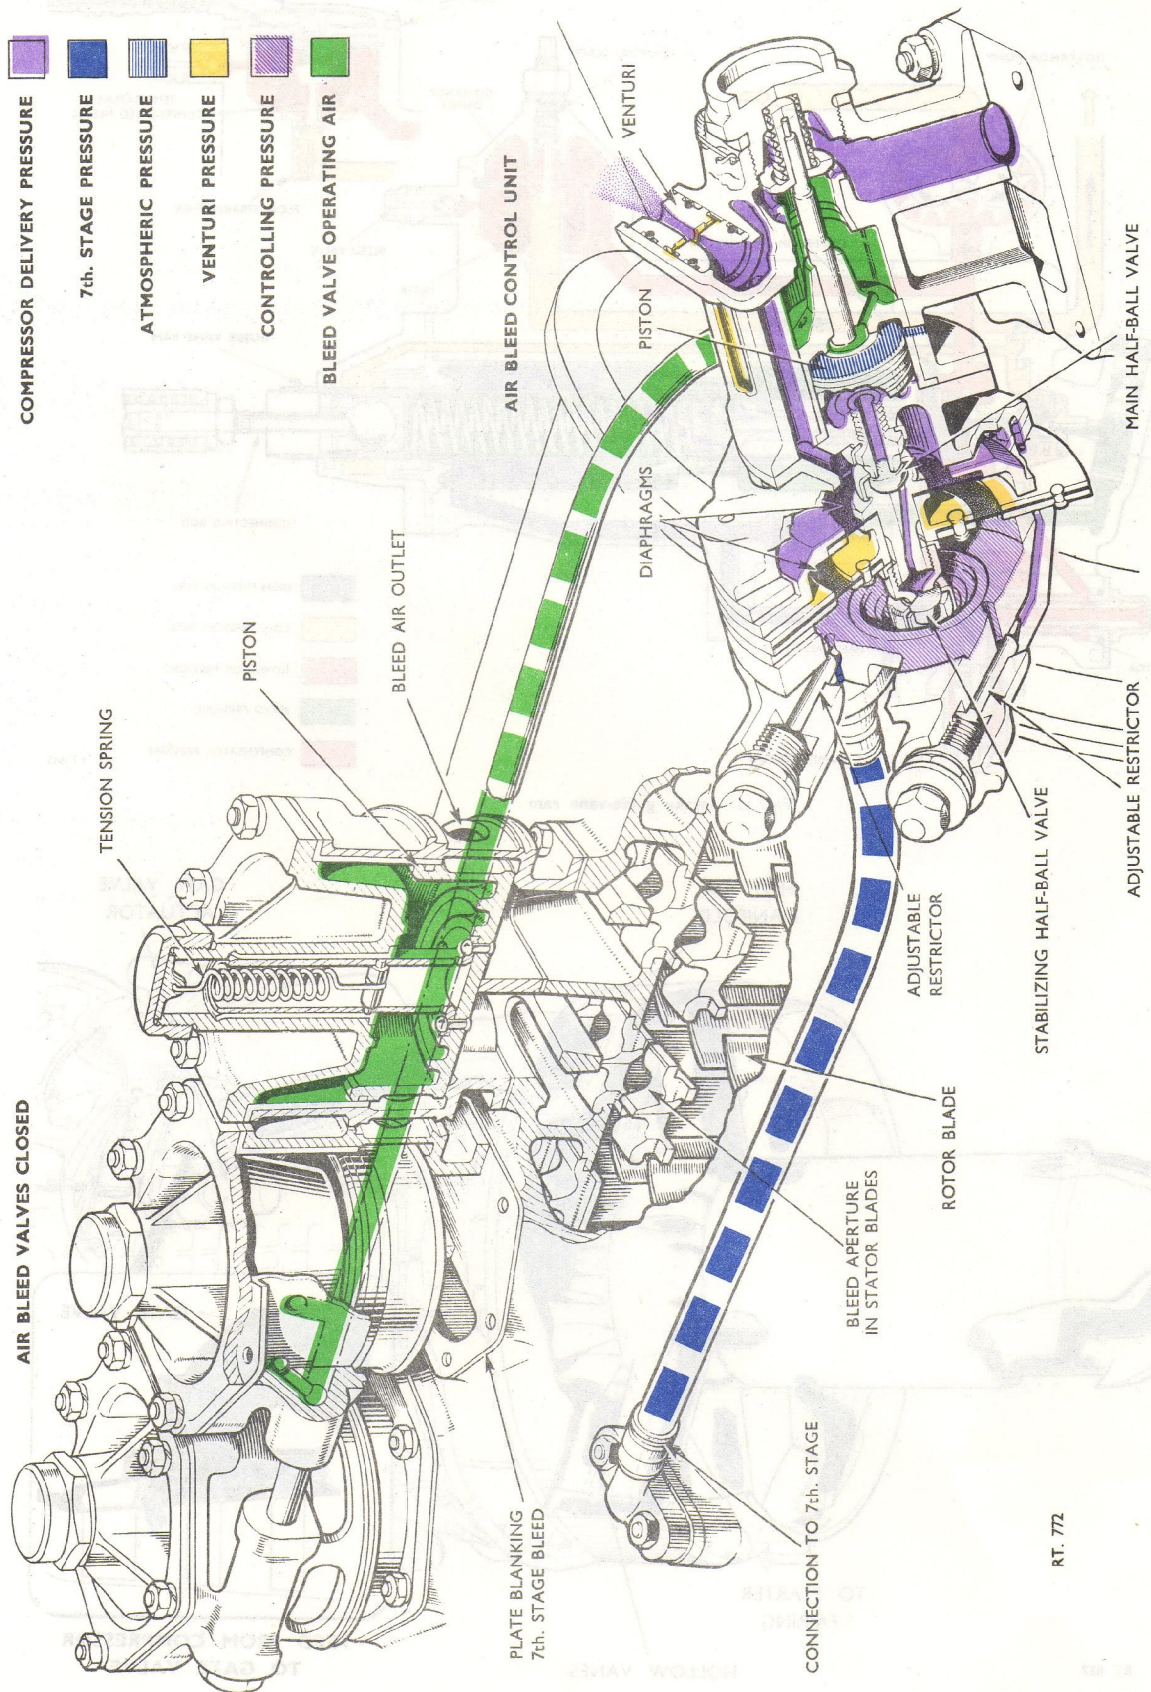 AIR BLEED VALVES CLOSED
COMPRESSOR DELIVERY PRESSURE
7th. STAGE PRESSURE
ATMOSPHERIC PRESSURE
VENTURI PRESSURE
CONTROLLING PRESSURE
BLEED VALVE OPERATING AIR
TENSION SPRING
PISTON
BLEED AIR OUTLET
AIR BLEED CONTROL UNIT
VENTURI
PISTON
DIAPHRAGMS
PLATE BLANKING
7th. STAGE BLEED
CONNECTION TO 7th. STAGE
BLEED APERTURE
IN STATOR BLADES
ROTOR BLADE
ADJUSTABLE
RESTRICTOR
STABILIZING HALF-BALL VALVE
ADJUSTABLE RESTRICTOR
MAIN HALF-BALL VALVE
RT. 772